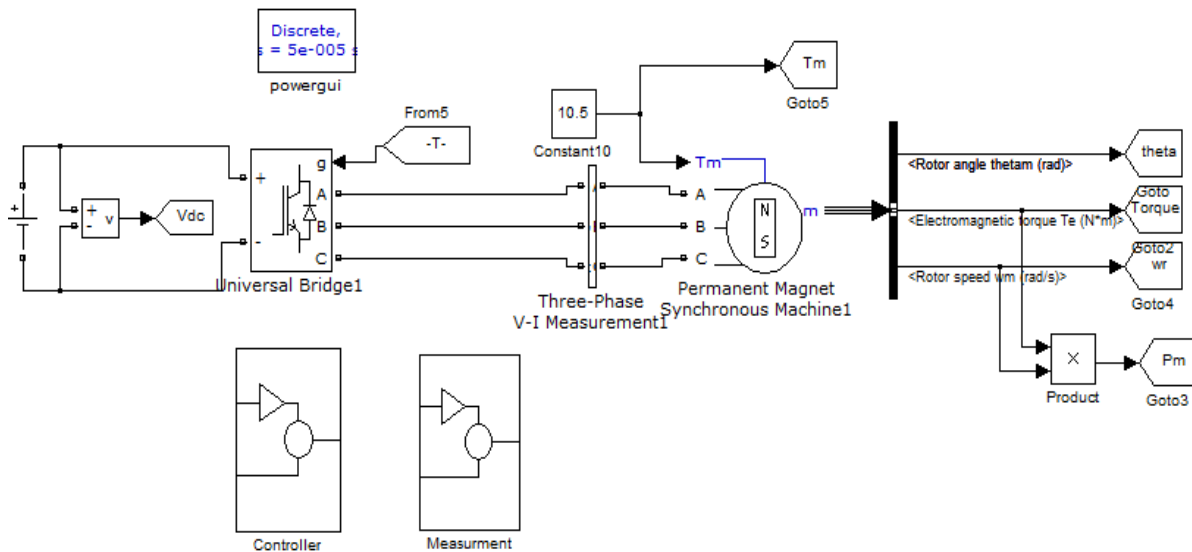 Discrete,
s = 5e-005 s
powergui
From5
-T-
10.5
Constant10
Tm
Goto5
+
v
+
-
Vdc
g
+
-
A
B
C
Universal Bridge1
Three-Phase
V-I Measurement1
Tm
A
B
C
N
S
m
Permanent Magnet
Synchronous Machine1
<Rotor angle thetam (rad)>
theta
Goto
<Electromagnetic torque Te (N*m)>
Torque
Goto2
<Rotor speed wm (rad/s)>
wr
Goto4
×
Product
Pm
Goto3
Controller
Measurment